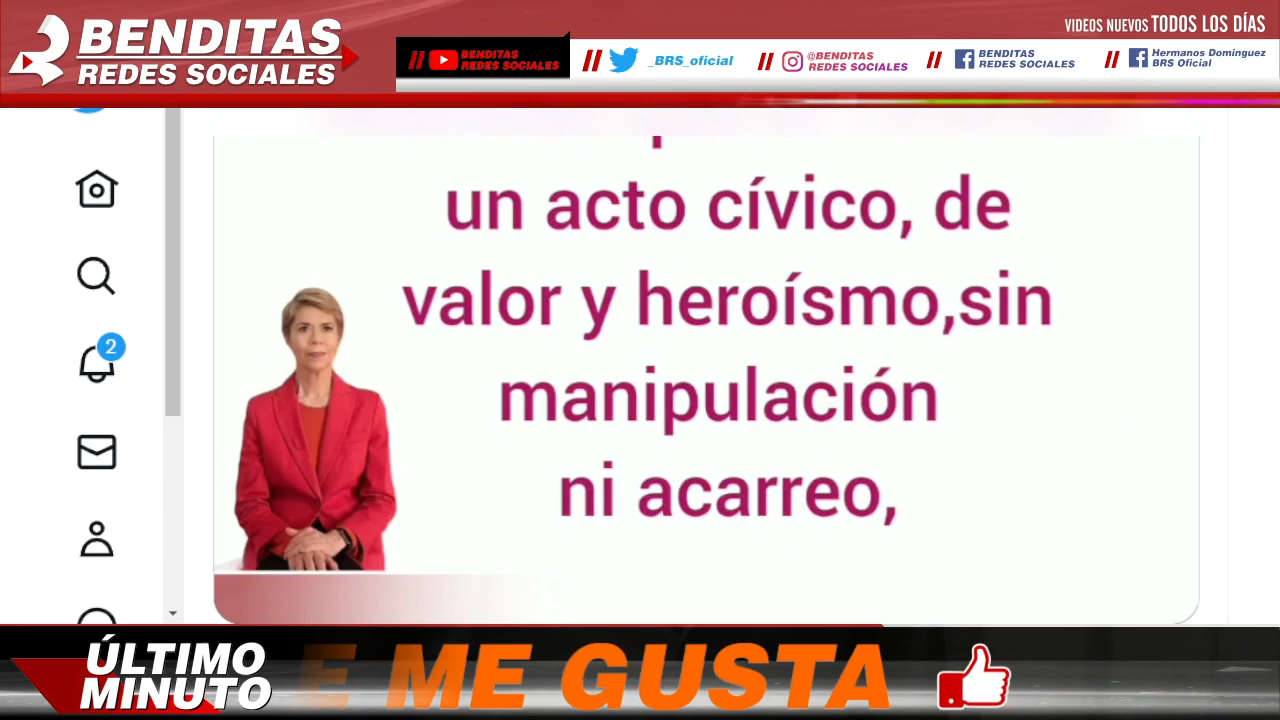 BENDITAS
REDES SOCIALES
VIDEOS NUEVOS TODOS LOS DÍAS
// BENDITAS
REDES SOCIALES
// _BRS_oficial
// @BENDITAS
REDES SOCIALES
// BENDITAS
REDES SOCIALES
// Hermanos Dominguez
BRS Oficial
2
un acto cívico, de
valor y heroísmo,sin
manipulación
ni acarreo,
ÚLTIMO
MINUTO
E ME GUSTA